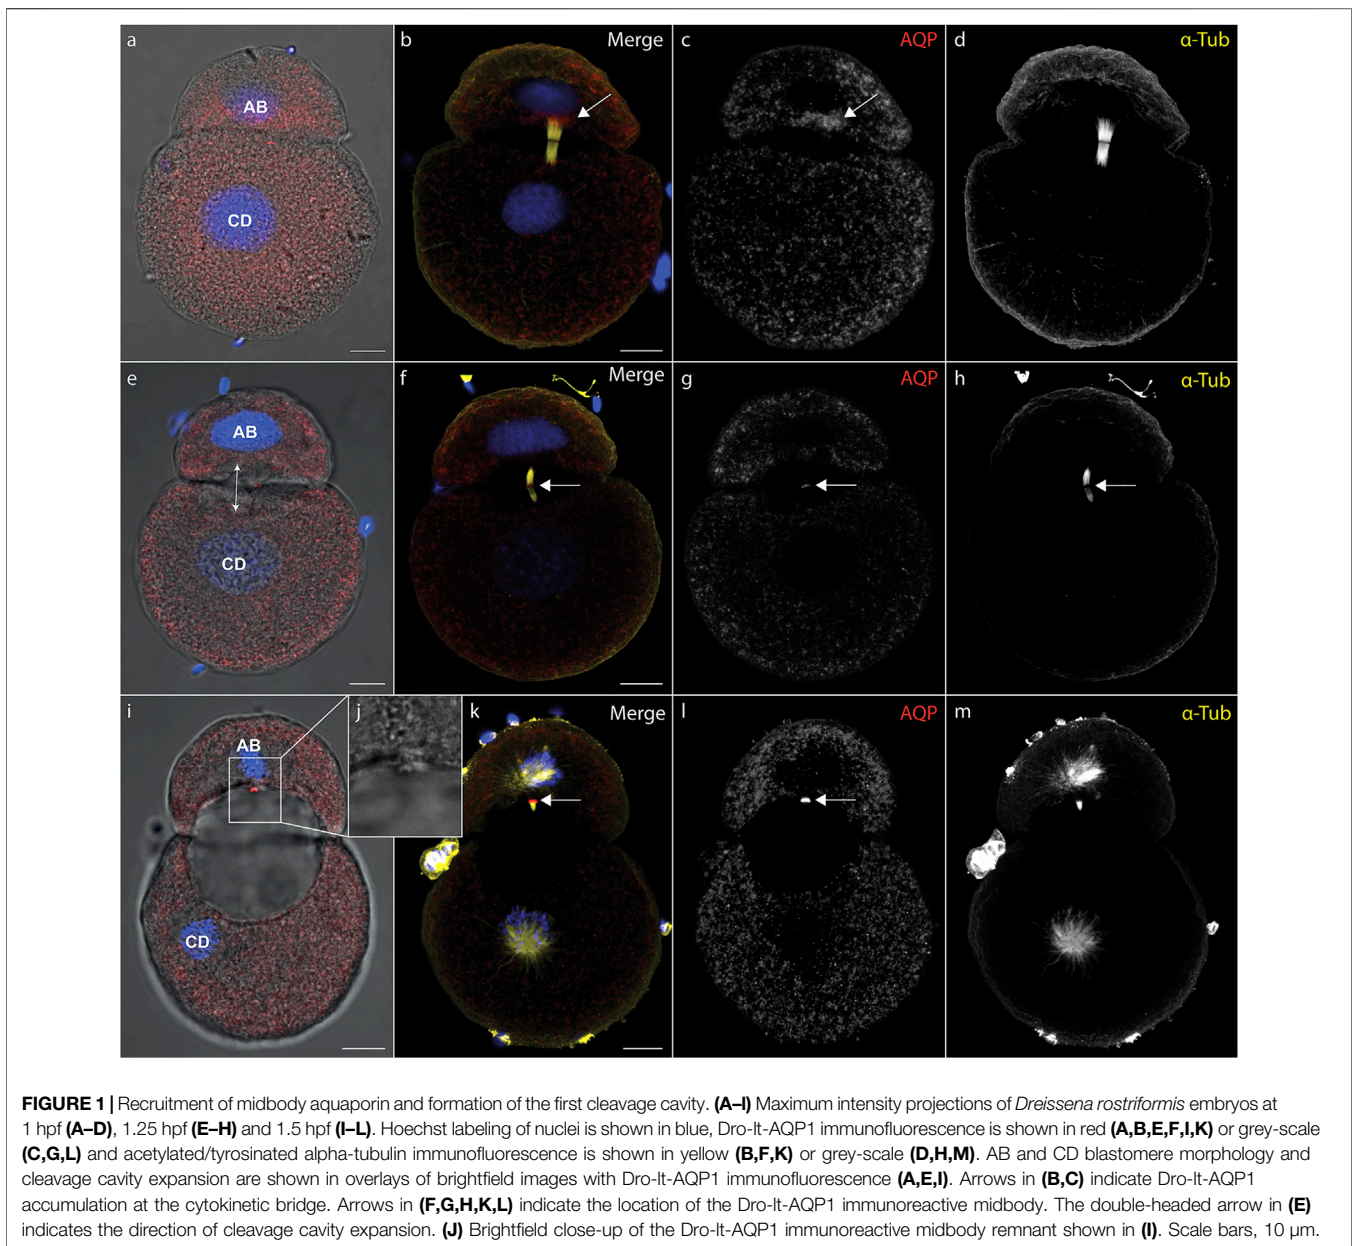 a
AB
CD
b
Merge
c
AQP
d
α-Tub
e
AB
CD
f
Merge
g
AQP
h
α-Tub
i
AB
CD
j
k
Merge
l
AQP
m
α-Tub
FIGURE 1 | Recruitment of midbody aquaporin and formation of the first cleavage cavity. (A–I) Maximum intensity projections of Dreissena rostriformis embryos at
1 hpf (A–D), 1.25 hpf (E–H) and 1.5 hpf (I–L). Hoechst labeling of nuclei is shown in blue, Dro-lt-AQP1 immunofluorescence is shown in red (A,B,E,F,I,K) or grey-scale
(C,G,L) and acetylated/tyrosinated alpha-tubulin immunofluorescence is shown in yellow (B,F,K) or grey-scale (D,H,M). AB and CD blastomere morphology and
cleavage cavity expansion are shown in overlays of brightfield images with Dro-lt-AQP1 immunofluorescence (A,E,I). Arrows in (B,C) indicate Dro-lt-AQP1
accumulation at the cytokinetic bridge. Arrows in (F,G,H,K,L) indicate the location of the Dro-lt-AQP1 immunoreactive midbody. The double-headed arrow in (E)
indicates the direction of cleavage cavity expansion. (J) Brightfield close-up of the Dro-lt-AQP1 immunoreactive midbody remnant shown in (I). Scale bars, 10 μm.